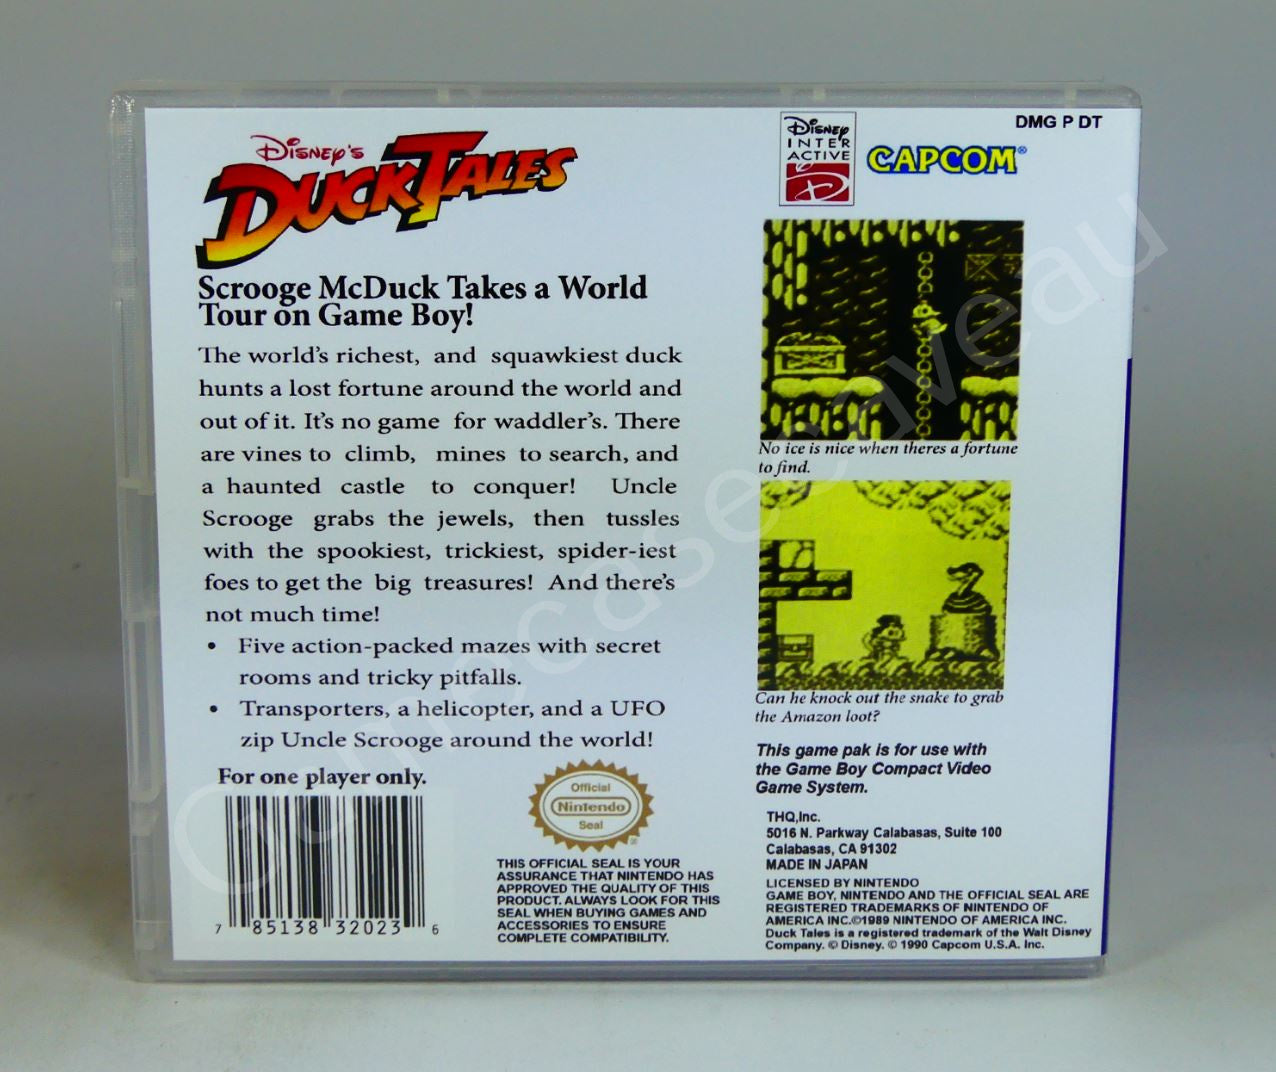 Disney's
DUCKTALES
Scrooge McDuck Takes a World
Tour on Game Boy!
The world's richest, and squawkiest duck
hunts a lost fortune around the world and
out of it. It's no game for waddler's. There
are vines to climb, mines to search, and
a haunted castle to conquer! Uncle
Scrooge grabs the jewels, then tussles
with the spookiest, trickiest, spider-iest
foes to get the big treasures! And there's
not much time!
• Five action-packed mazes with secret
rooms and tricky pitfalls.
• Transporters, a helicopter, and a UFO
zip Uncle Scrooge around the world!
For one player only.
7 85138 32023 6
Official
Nintendo
Seal
THIS OFFICIAL SEAL IS YOUR
ASSURANCE THAT NINTENDO HAS
APPROVED THE QUALITY OF THIS
PRODUCT. ALWAYS LOOK FOR THIS
SEAL WHEN BUYING GAMES AND
ACCESSORIES TO ENSURE
COMPLETE COMPATIBILITY.
DMG P DT
Disney
INTER
ACTIVE
D
CAPCOM®
No ice is nice when theres a fortune
to find.
Can he knock out the snake to grab
the Amazon loot?
This game pak is for use with
the Game Boy Compact Video
Game System.
THQ,Inc.
5016 N. Parkway Calabasas, Suite 100
Calabasas, CA 91302
MADE IN JAPAN
LICENSED BY NINTENDO
GAME BOY, NINTENDO AND THE OFFICIAL SEAL ARE
REGISTERED TRADEMARKS OF NINTENDO OF
AMERICA INC.©1989 NINTENDO OF AMERICA INC.
Duck Tales is a registered trademark of the Walt Disney
Company. © Disney. © 1990 Capcom U.S.A. Inc.
Gamecasecaveau